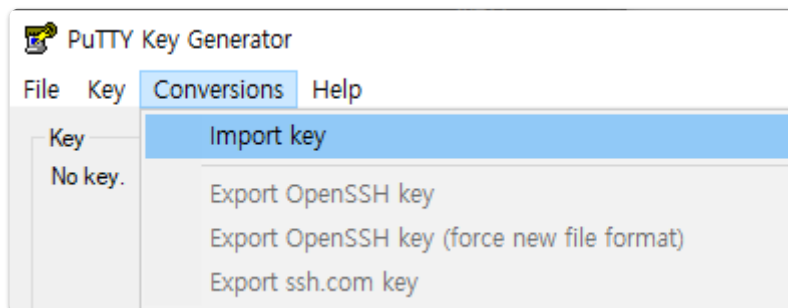 PuTTY Key Generator
File Key Conversions Help
Key
Import key
No key.
Export OpenSSH key
Export OpenSSH key (force new file format)
Export ssh.com key